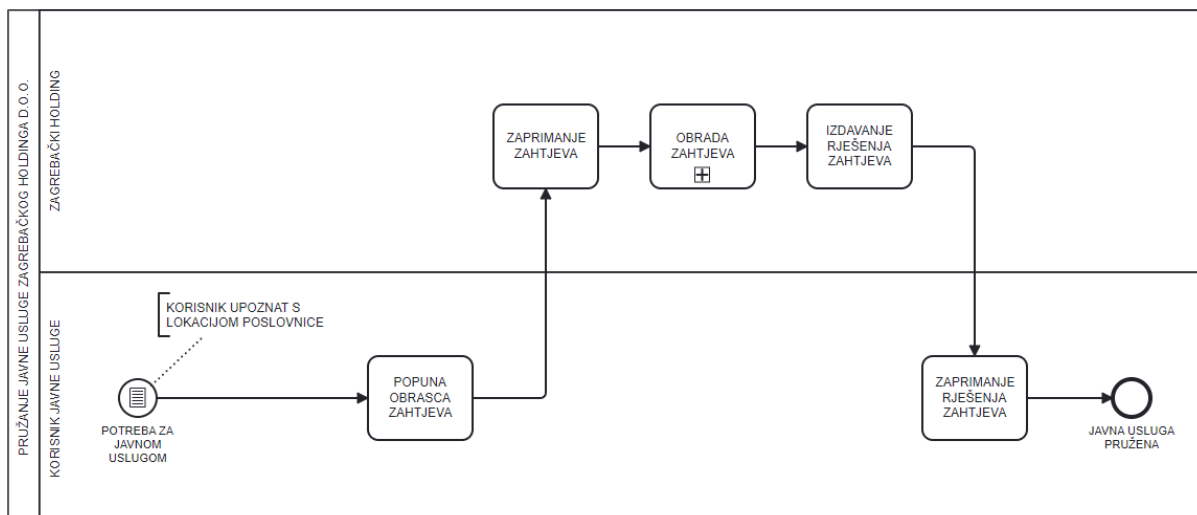 PRUŽANJE JAVNE USLUGE ZAGREBAČKOG HOLDINGA D.O.O.
ZAGREBAČKI HOLDING
ZAPRIMANJE
ZAHTJEVA
OBRADA
ZAHTJEVA
IZDAVANJE
RJEŠENJA
ZAHTJEVA
KORISNIK JAVNE USLUGE
KORISNIK UPOZNAT S
LOKACIJOM POSLOVNICE
POTREBA ZA
JAVNOM
USLUGOM
POPUNA
OBRASCA
ZAHTJEVA
ZAPRIMANJE
RJEŠENJA
ZAHTJEVA
JAVNA USLUGA
PRUŽENA